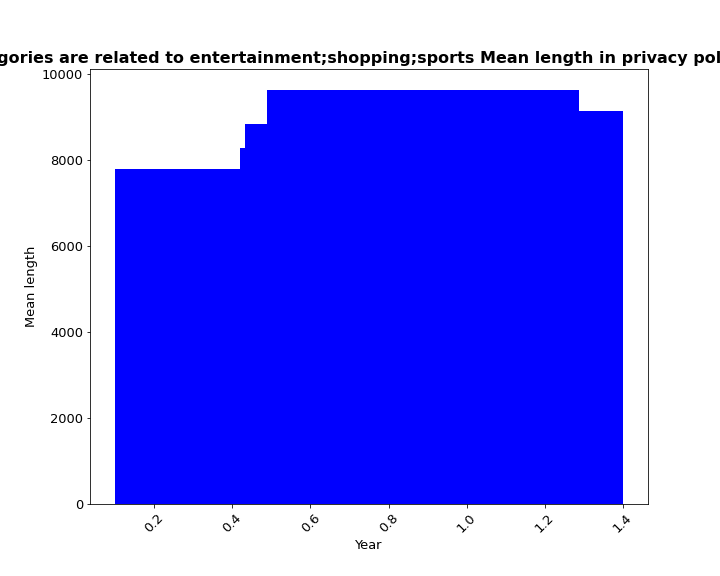 gories are related to entertainment;shopping;sports Mean length in privacy pol
10000
8000
6000
4000
2000
0
Mean length
0.2 0.4 0.6 0.8 1.0 1.2 1.4
Year